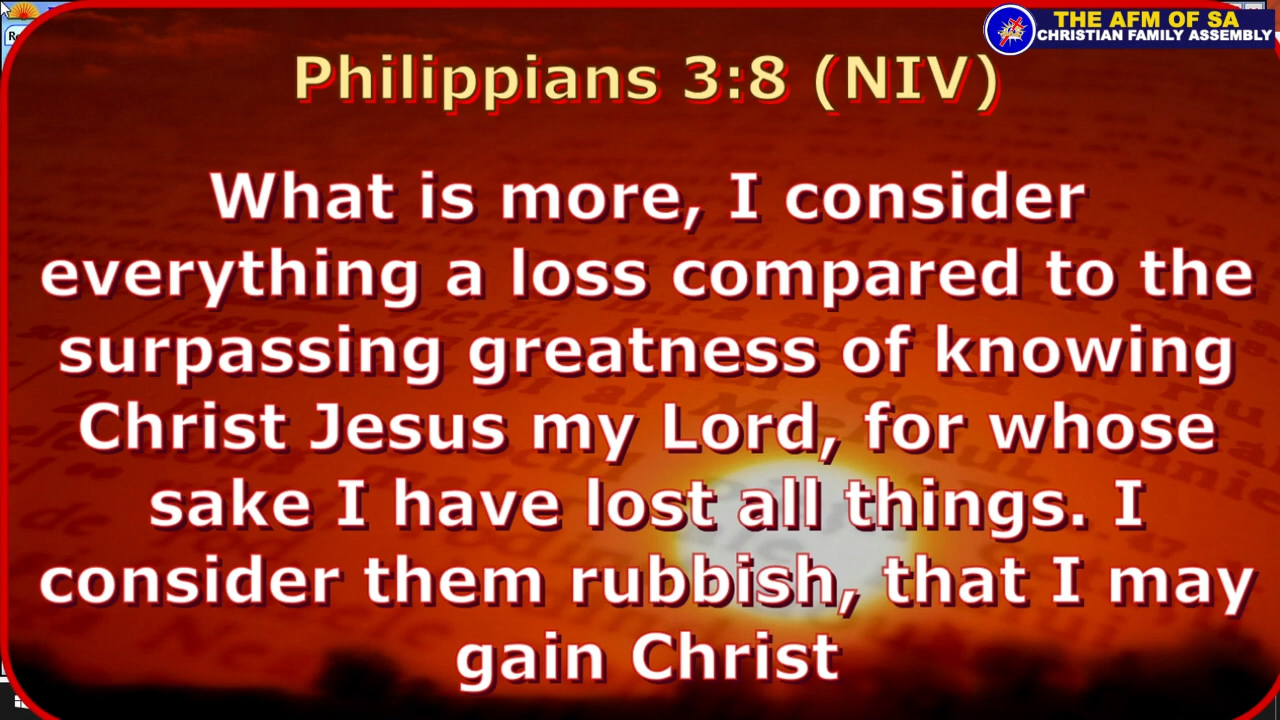 THE AFM OF SA
CHRISTIAN FAMILY ASSEMBLY
Philippians 3:8 (NIV)
What is more, I consider
everything a loss compared to the
surpassing greatness of knowing
Christ Jesus my Lord, for whose
sake I have lost all things. I
consider them rubbish, that I may
gain Christ